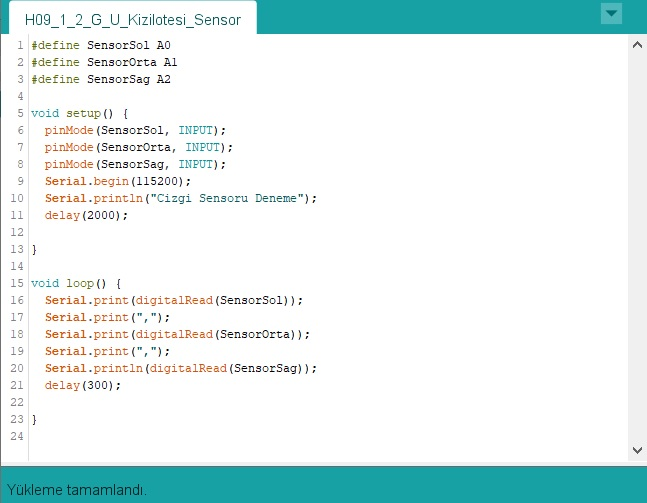 H09_1_2_G_U_Kizilotesi_Sensor
1 #define SensorSol A0
2 #define SensorOrta A1
3 #define SensorSag A2
4
5 void setup() {
6   pinMode(SensorSol, INPUT);
7   pinMode(SensorOrta, INPUT);
8   pinMode(SensorSag, INPUT);
9   Serial.begin(115200);
10   Serial.println("Cizgi Sensoru Deneme");
11   delay(2000);
12
13 }
14
15 void loop() {
16   Serial.print(digitalRead(SensorSol));
17   Serial.print(",");
18   Serial.print(digitalRead(SensorOrta));
19   Serial.print(",");
20   Serial.println(digitalRead(SensorSag));
21   delay(300);
22
23 }
24
Yükleme tamamlandı.